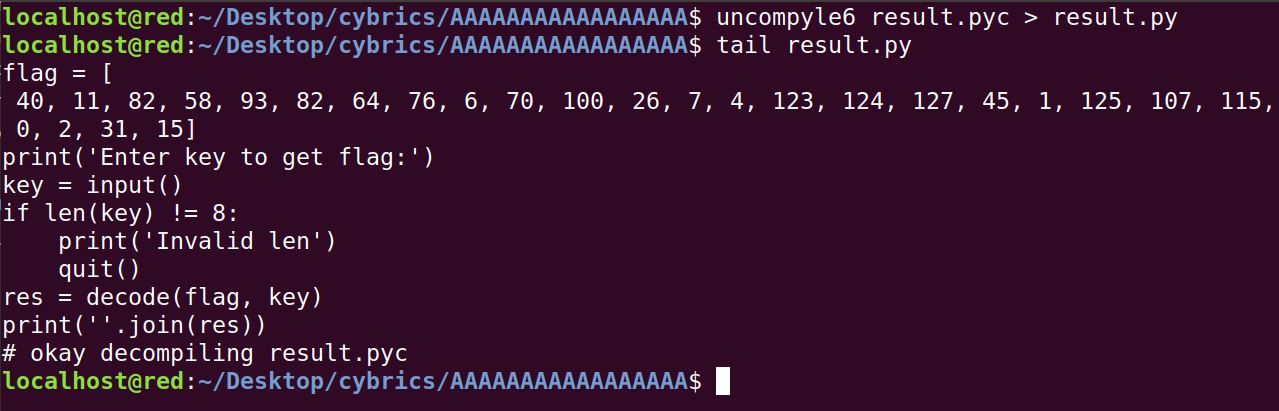 localhost@red:~/Desktop/cybrics/AAAAAAAAAAAAAAAAA$ uncompyle6 result.pyc > result.py
localhost@red:~/Desktop/cybrics/AAAAAAAAAAAAAAAAA$ tail result.py
flag = [
 40, 11, 82, 58, 93, 82, 64, 76, 6, 70, 100, 26, 7, 4, 123, 124, 127, 45, 1, 125, 107, 115,
 0, 2, 31, 15]
print('Enter key to get flag:')
key = input()
if len(key) != 8:
    print('Invalid len')
    quit()
res = decode(flag, key)
print(''.join(res))
# okay decompiling result.pyc
localhost@red:~/Desktop/cybrics/AAAAAAAAAAAAAAAAA$